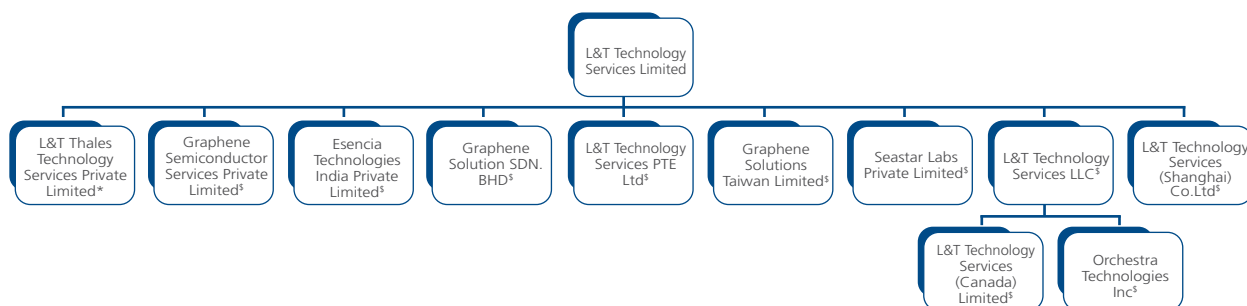 L&T Technology
Services Limited
L&T Thales
Technology
Services Private
Limited*
Graphene
Semiconductor
Services Private
Limited$
Esencia
Technologies
India Private
Limited$
Graphene
Solution SDN.
BHD$
L&T Technology
Services PTE
Ltd$
Graphene
Solutions
Taiwan Limited$
Seastar Labs
Private Limited$
L&T Technology
Services LLC$
L&T Technology
Services
(Shanghai)
Co.Ltd$
L&T Technology
Services
(Canada)
Limited$
Orchestra
Technologies
Inc$